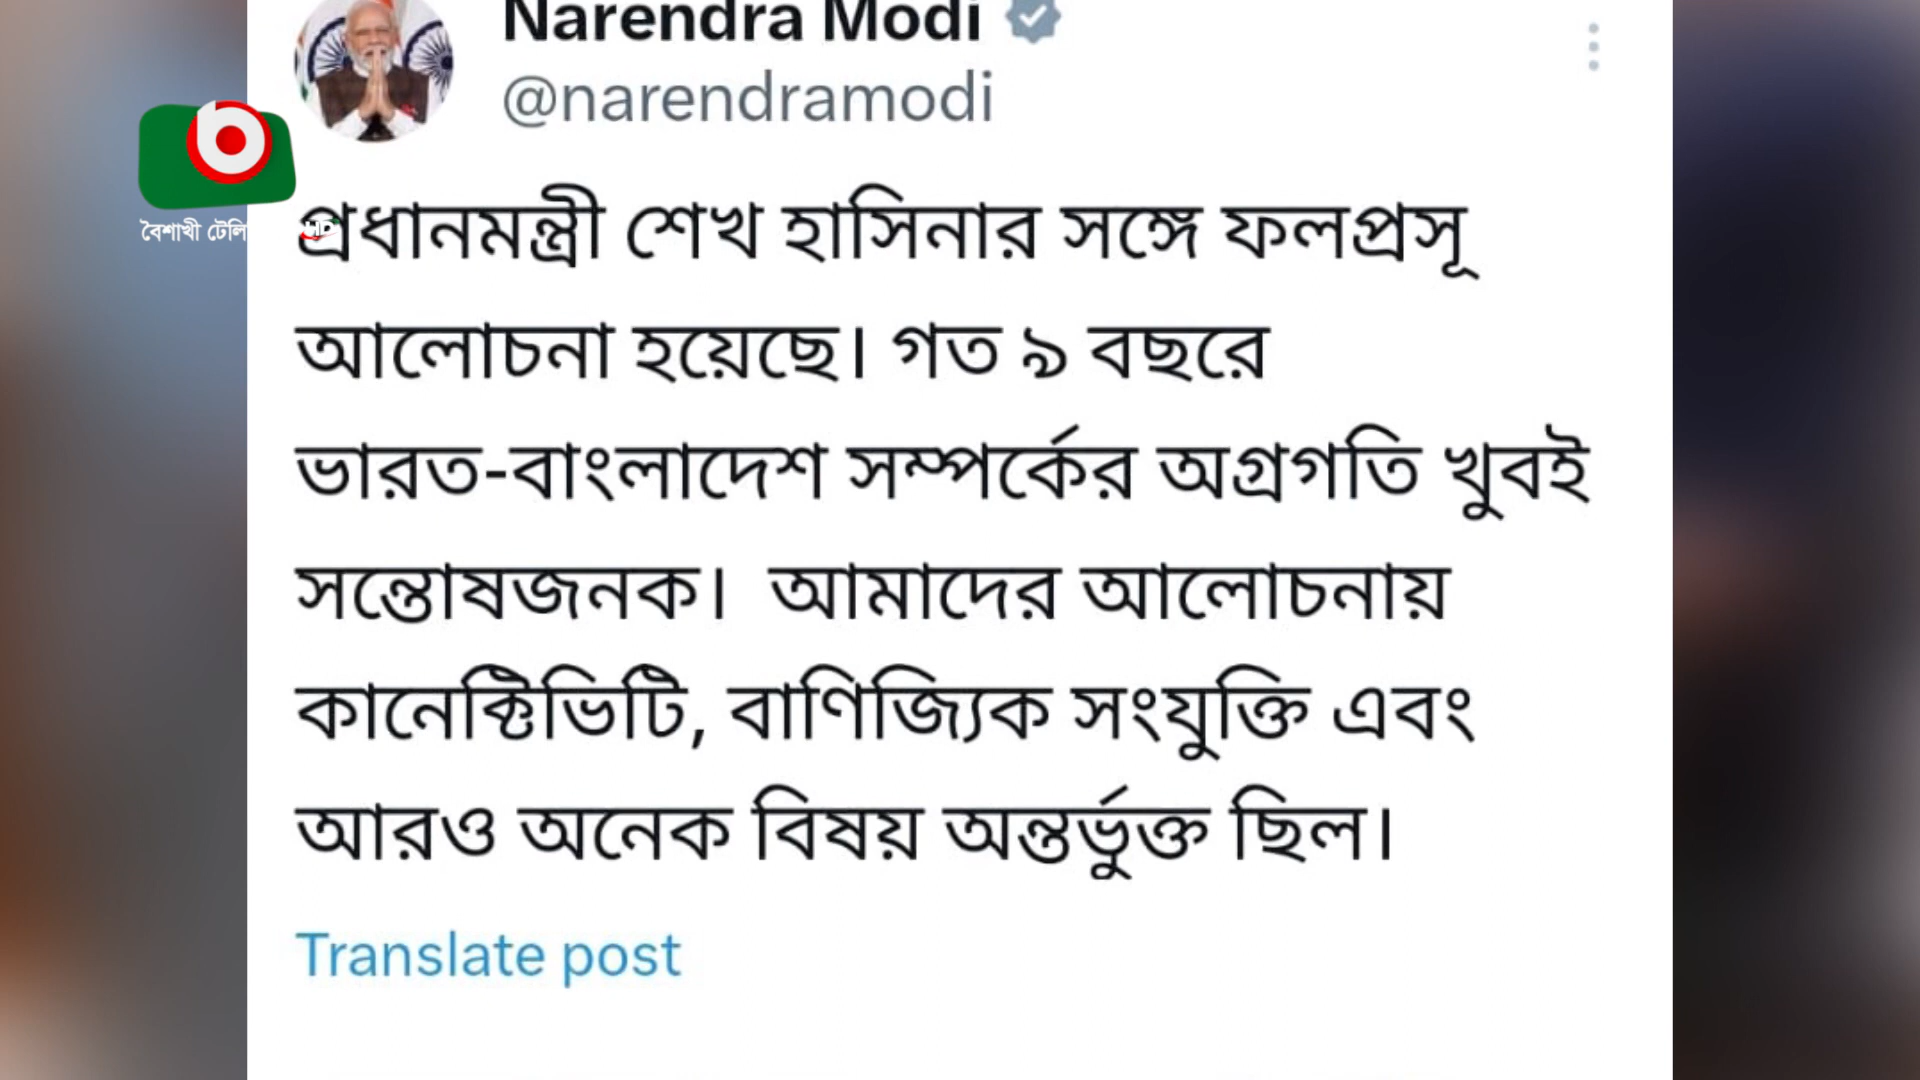 Narendra Modi
@narendramodi
বৈশাখী টেলি
HD
প্রধানমন্ত্রী শেখ হাসিনার সঙ্গে ফলপ্রসূ
আলোচনা হয়েছে। গত ৯ বছরে
ভারত-বাংলাদেশ সম্পর্কের অগ্রগতি খুবই
সন্তোষজনক। আমাদের আলোচনায়
কানেক্টিভিটি, বাণিজ্যিক সংযুক্তি এবং
আরও অনেক বিষয় অন্তর্ভুক্ত ছিল।
Translate post